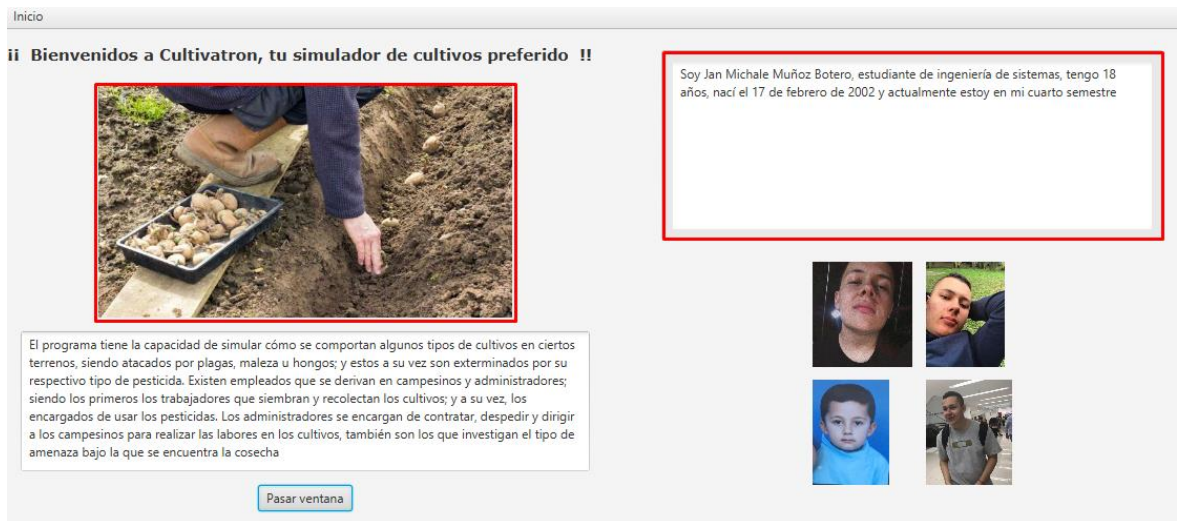 Inicio
¡¡ Bienvenidos a Cultivatron, tu simulador de cultivos preferido !!
El programa tiene la capacidad de simular cómo se comportan algunos tipos de cultivos en ciertos
terrenos, siendo atacados por plagas, maleza u hongos; y estos a su vez son exterminados por su
respectivo tipo de pesticida. Existen empleados que se derivan en campesinos y administradores;
siendo los primeros los trabajadores que siembran y recolectan los cultivos; y a su vez, los
encargados de usar los pesticidas. Los administradores se encargan de contratar, despedir y dirigir
a los campesinos para realizar las labores en los cultivos, también son los que investigan el tipo de
amenaza bajo la que se encuentra la cosecha
Pasar ventana
Soy Jan Michale Muñoz Botero, estudiante de ingeniería de sistemas, tengo 18
años, nací el 17 de febrero de 2002 y actualmente estoy en mi cuarto semestre